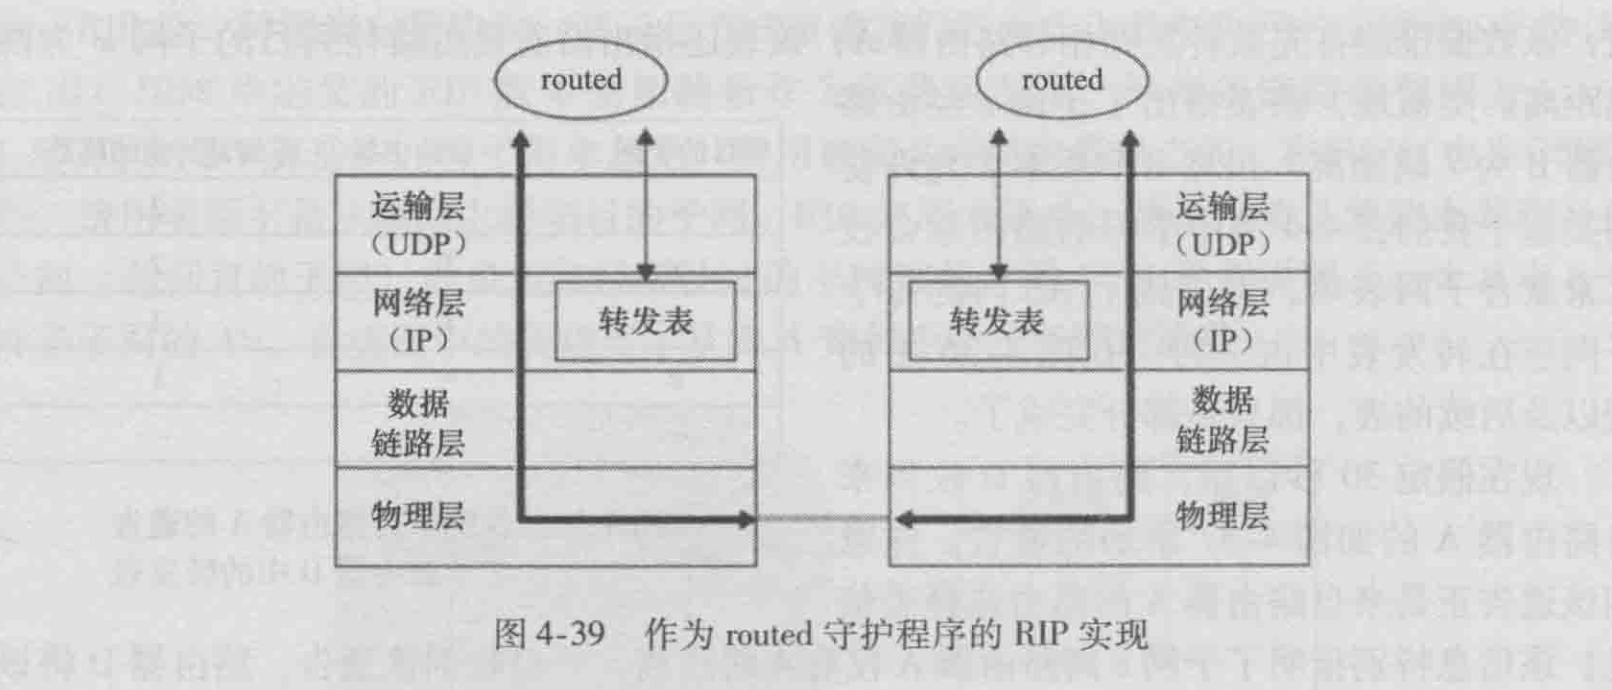 routed
routed
运输层
（UDP）
网络层
（IP）
转发表
数据
链路层
物理层
运输层
（UDP）
转发表
网络层
（IP）
数据
链路层
物理层
图 4-39 作为 routed 守护程序的 RIP 实现